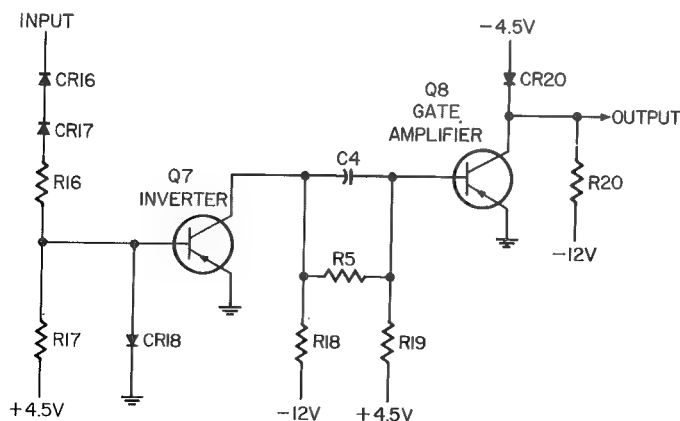 INPUT
CR16
CR17
R16
Q7
INVERTER
R17
+4.5V
CR18
C4
R5
R18
-12V
R19
+4.5V
Q8
GATE
AMPLIFIER
-4.5V
CR20
OUTPUT
R20
-12V